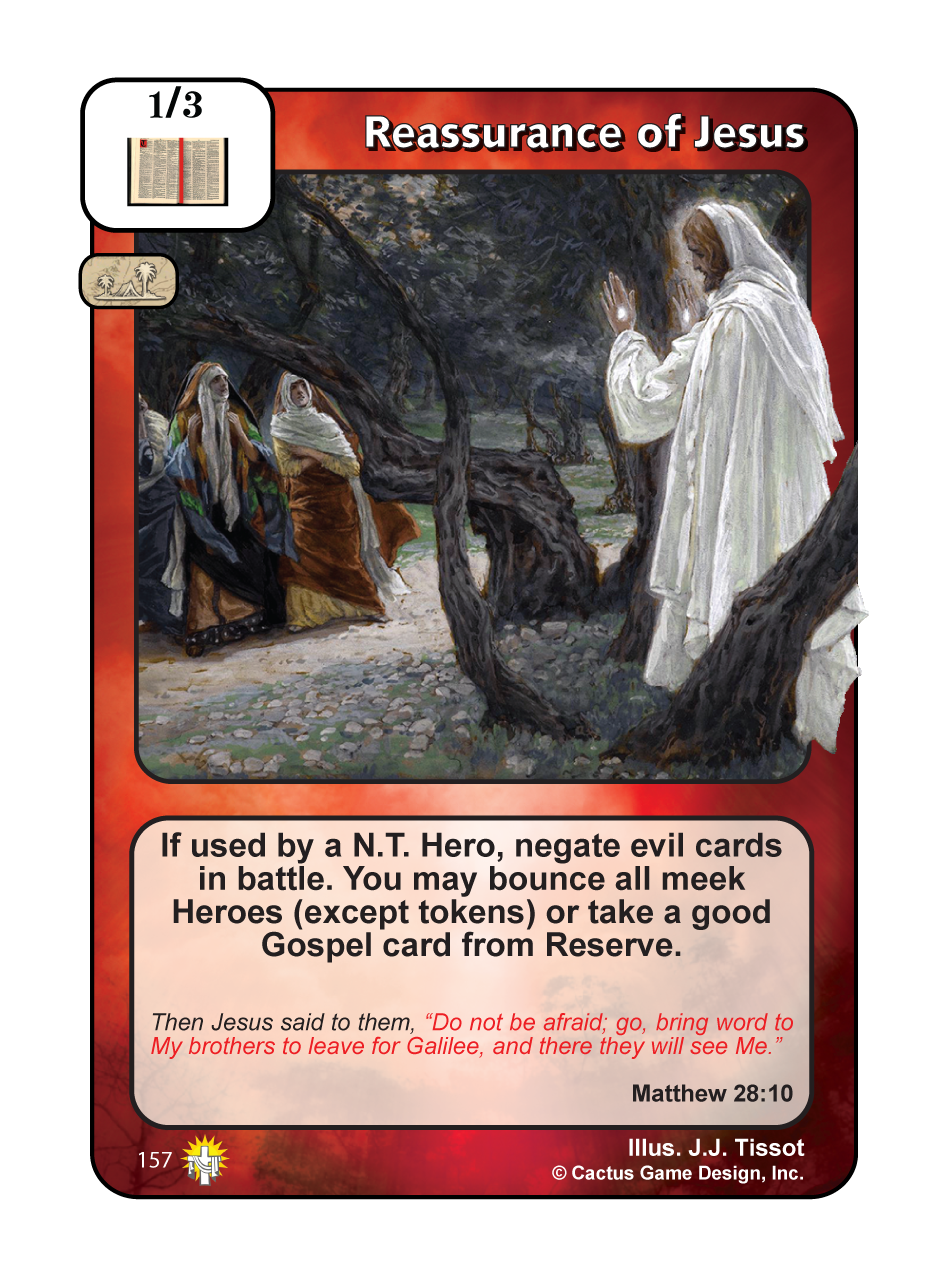 1/3
Reassurance of Jesus
If used by a N.T. Hero, negate evil cards
in battle. You may bounce all meek
Heroes (except tokens) or take a good
Gospel card from Reserve.
Then Jesus said to them, “Do not be afraid; go, bring word to
My brothers to leave for Galilee, and there they will see Me.”
Matthew 28:10
157
Illus. J.J. Tissot
© Cactus Game Design, Inc.